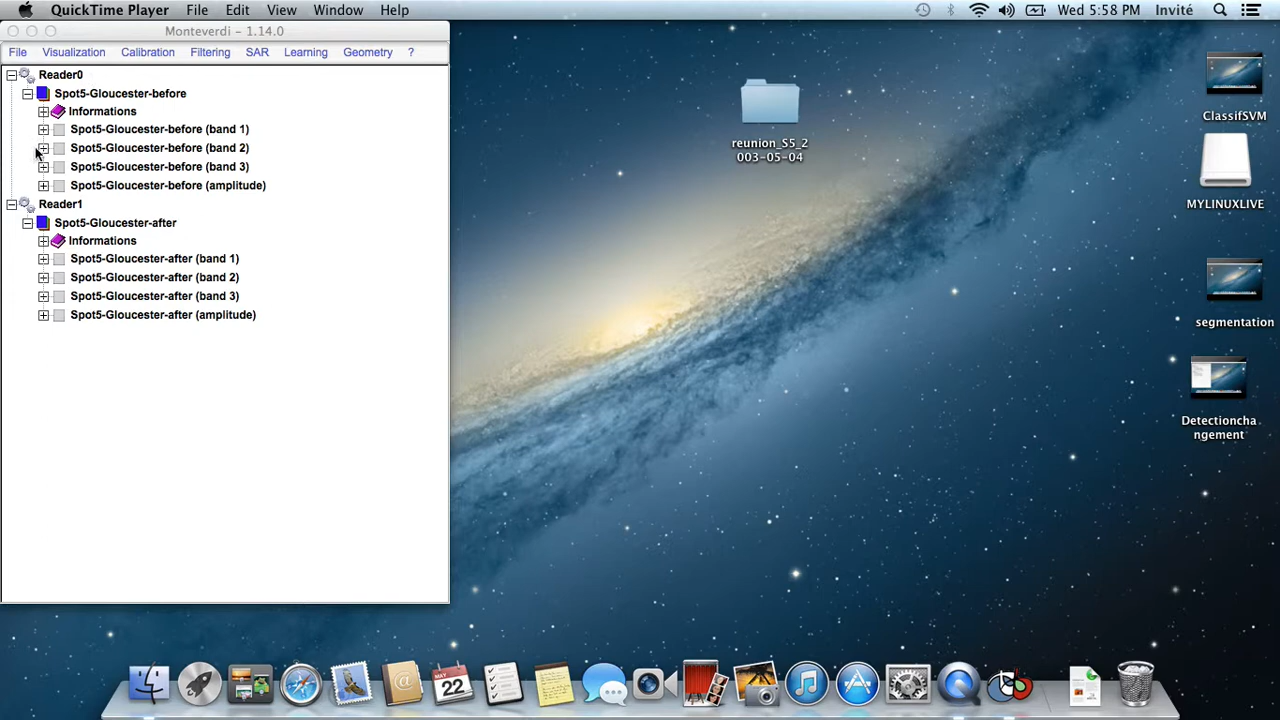 QuickTime Player File Edit View Window Help Wed 5:58 PM Invité
Monteverdi - 1.14.0
File Visualization Calibration Filtering SAR Learning Geometry ?
Reader0
Spot5-Gloucester-before
Informations
Spot5-Gloucester-before (band 1)
Spot5-Gloucester-before (band 2)
Spot5-Gloucester-before (band 3)
Spot5-Gloucester-before (amplitude)
Reader1
Spot5-Gloucester-after
Informations
Spot5-Gloucester-after (band 1)
Spot5-Gloucester-after (band 2)
Spot5-Gloucester-after (band 3)
Spot5-Gloucester-after (amplitude)
reunion_S5_2
003-05-04
ClassifSVM
MYLINUXLIVE
segmentation
Detectioncha
ngement
MAY
22